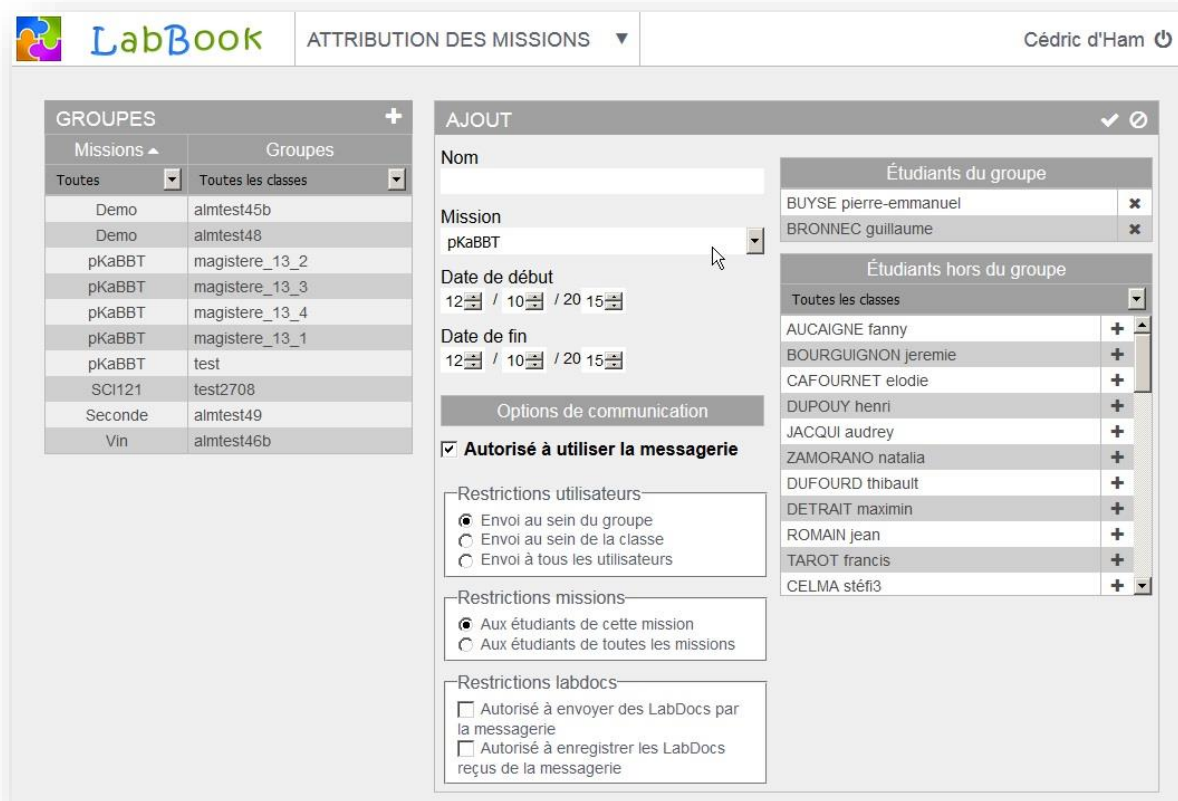 LabBook
ATTRIBUTION DES MISSIONS ▼
Cédric d'Ham
GROUPES
Missions Groupes
Toutes Toutes les classes
Demo almtest45b
Demo almtest48
pKaBBT magistere_13_2
pKaBBT magistere_13_3
pKaBBT magistere_13_4
pKaBBT magistere_13_1
pKaBBT test
SCI121 test2708
Seconde almtest49
Vin almtest46b
AJOUT
Nom
Mission
pKaBBT
Date de début
12 / 10 / 20 15
Date de fin
12 / 10 / 20 15
Options de communication
Autorisé à utiliser la messagerie
Restrictions utilisateurs
Envoi au sein du groupe
Envoi au sein de la classe
Envoi à tous les utilisateurs
Restrictions missions
Aux étudiants de cette mission
Aux étudiants de toutes les missions
Restrictions labdocs
Autorisé à envoyer des LabDocs par
la messagerie
Autorisé à enregistrer les LabDocs
reçus de la messagerie
Étudiants du groupe
BUYSE pierre-emmanuel
BRONNEC guillaume
Étudiants hors du groupe
Toutes les classes
AUCAIGNE fanny
BOURGUIGNON jeremie
CAFOURNET elodie
DUPOUY henri
JACQUI audrey
ZAMORANO natalia
DUFOURD thibault
DETRAIT maximin
ROMAIN jean
TAROT francis
CELMA stéfi3